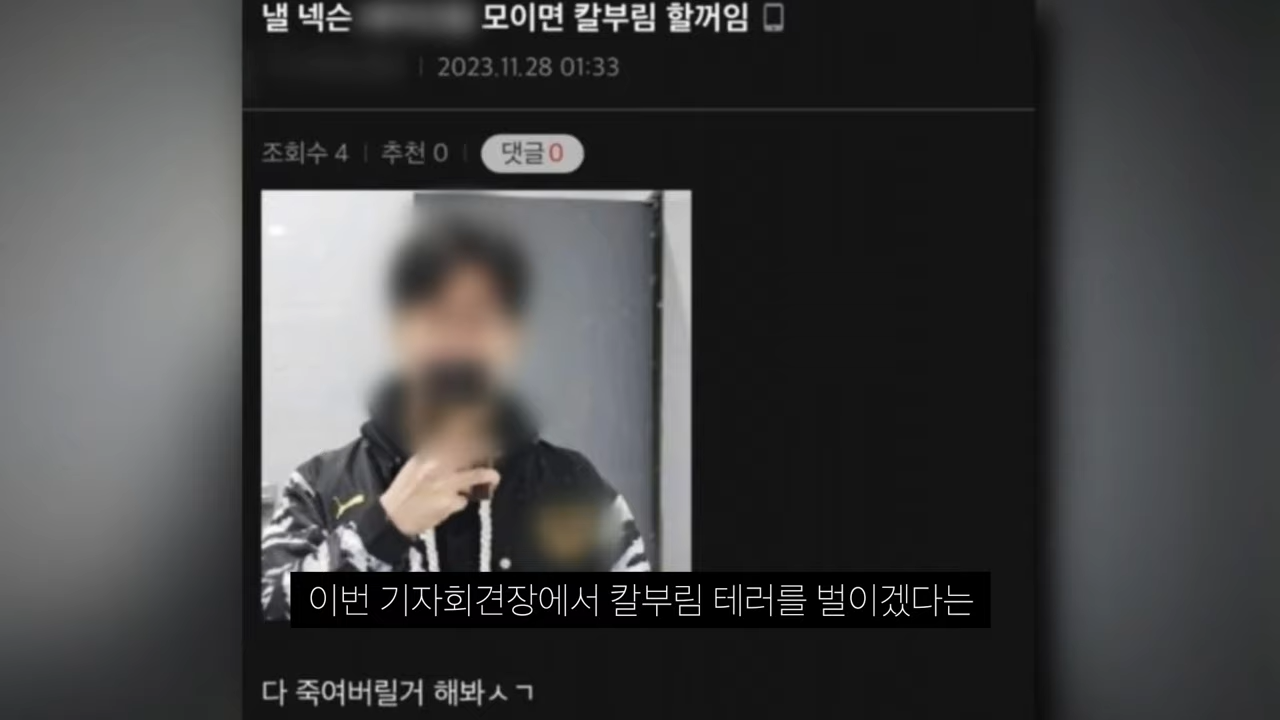 낼 넥슨 모이면 칼부림 할꺼임
2023.11.28 01:33
조회수 4 추천 0 댓글 0
이번 기자회견장에서 칼부림 테러를 벌이겠다는
다 죽여버릴거 해봐ㅅㄱ